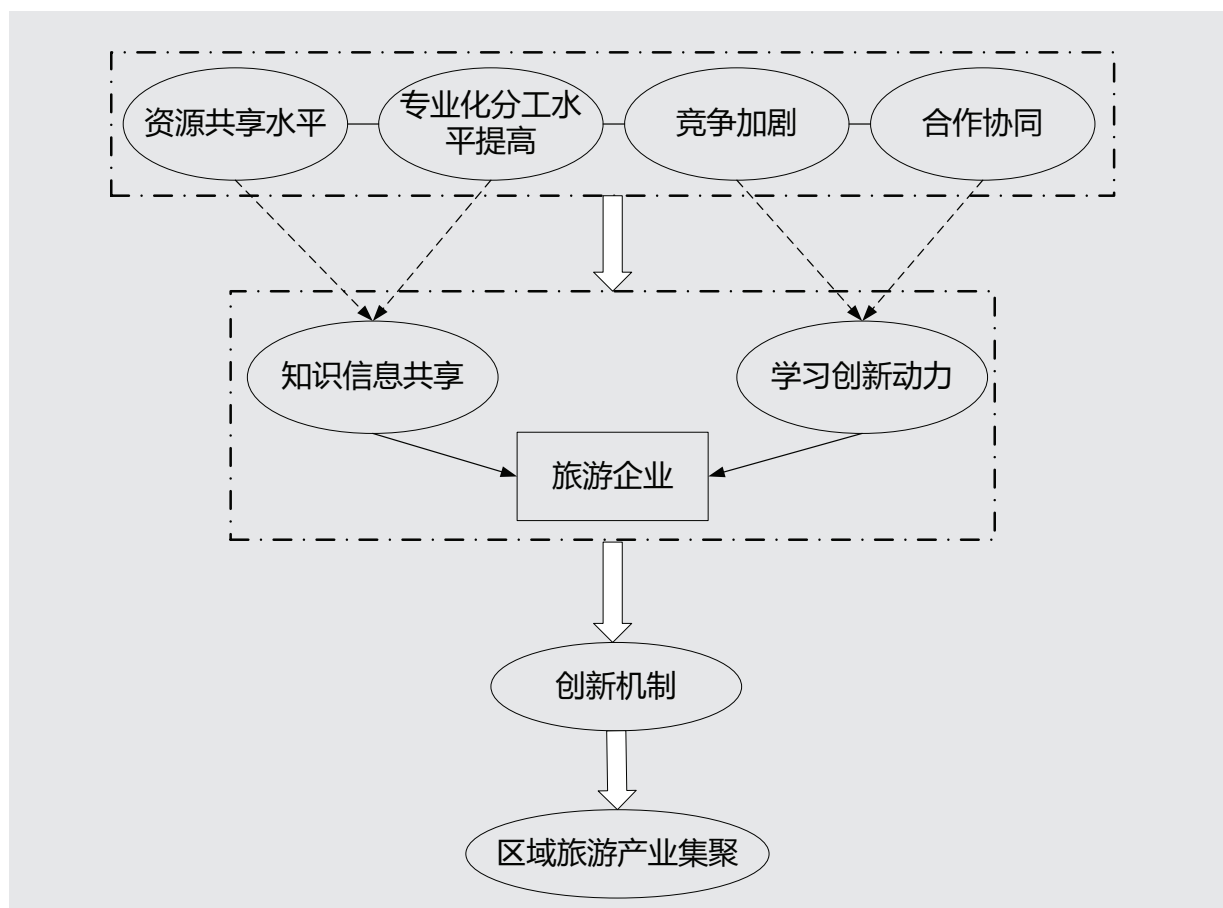 资源共享水平
专业化分工水
平提高
竞争加剧
合作协同
知识信息共享
学习创新动力
旅游企业
创新机制
区域旅游产业集聚